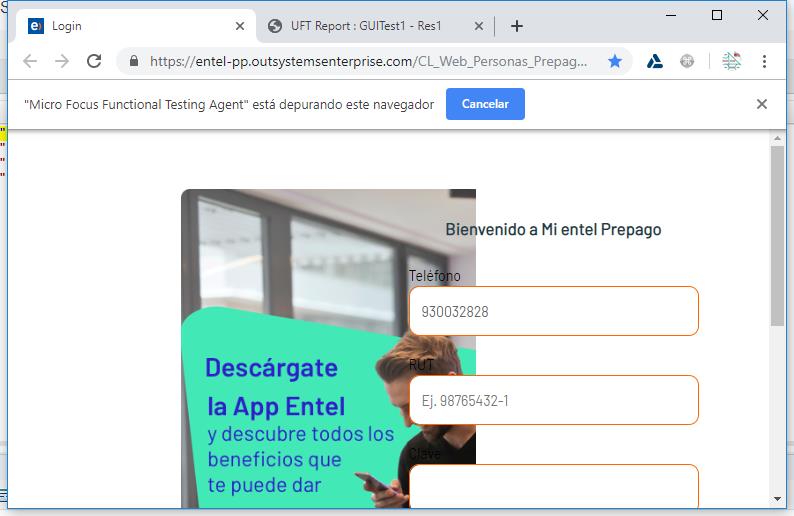 Login
UFT Report : GUITest1 - Res1
https://entel-pp.outsystemsenterprise.com/CL_Web_Personas_Prepag...
"Micro Focus Functional Testing Agent" está depurando este navegador
Cancelar
Bienvenido a Mi entel Prepago
Teléfono
930032828
RUT
Ej. 98765432-1
Clave
Descárgate
la App Entel
y descubre todos los
beneficios que
te puede dar